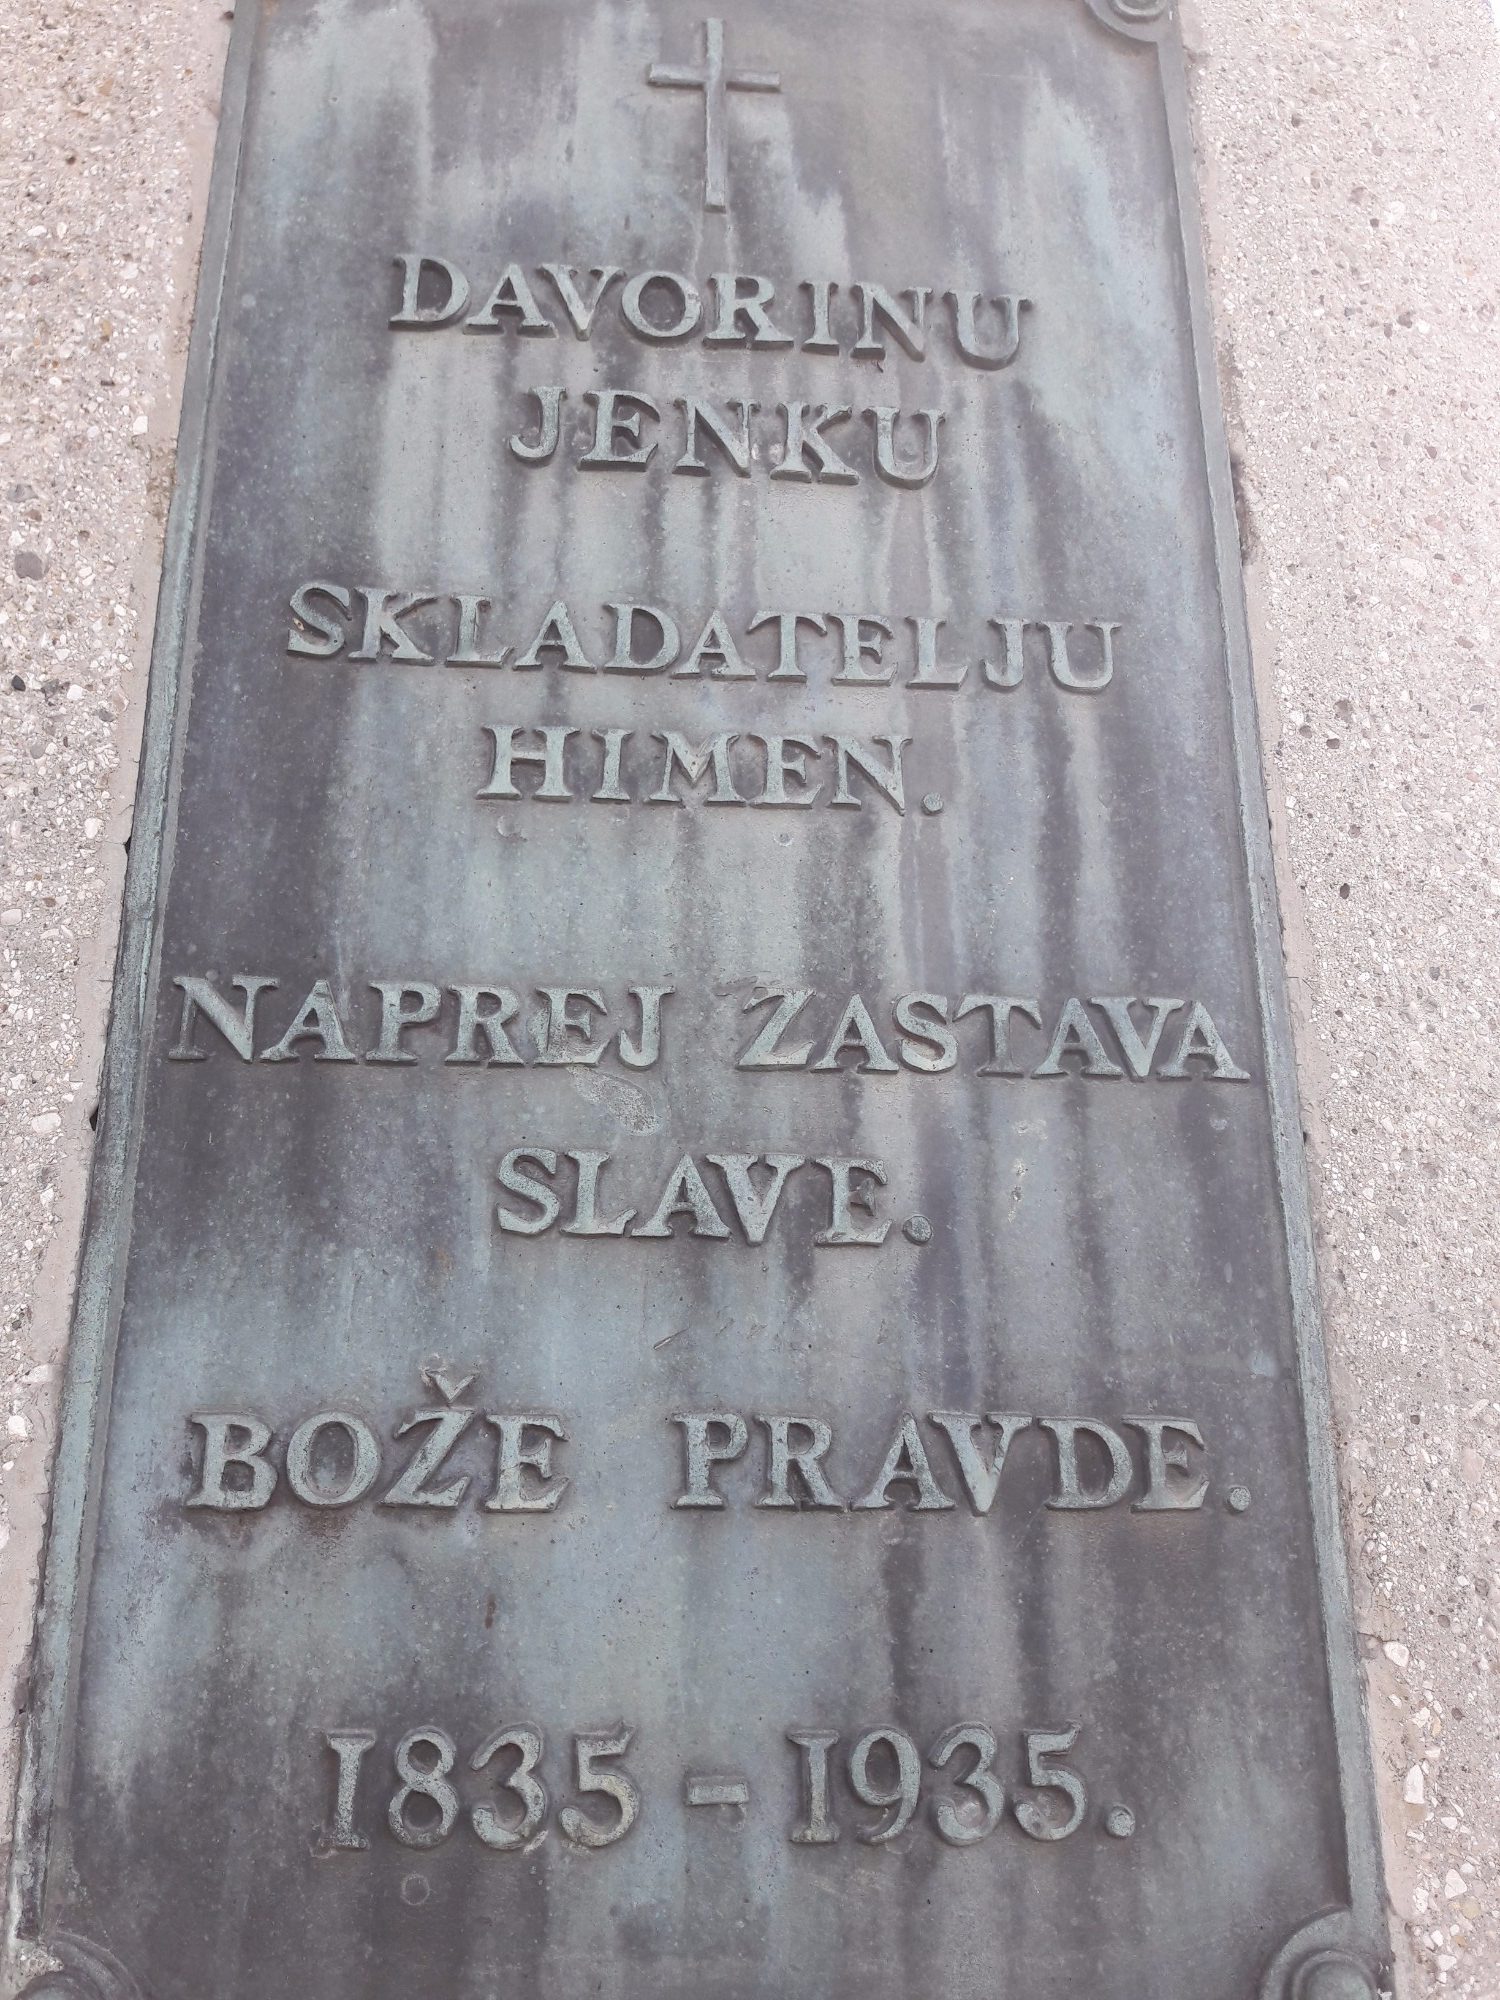 DAVORINU
JENKU
SKLADATELJU
HIMEN.
NAPREJ ZASTAVA
SLAVE.
BOŽE PRAVDE.
1835-1935.